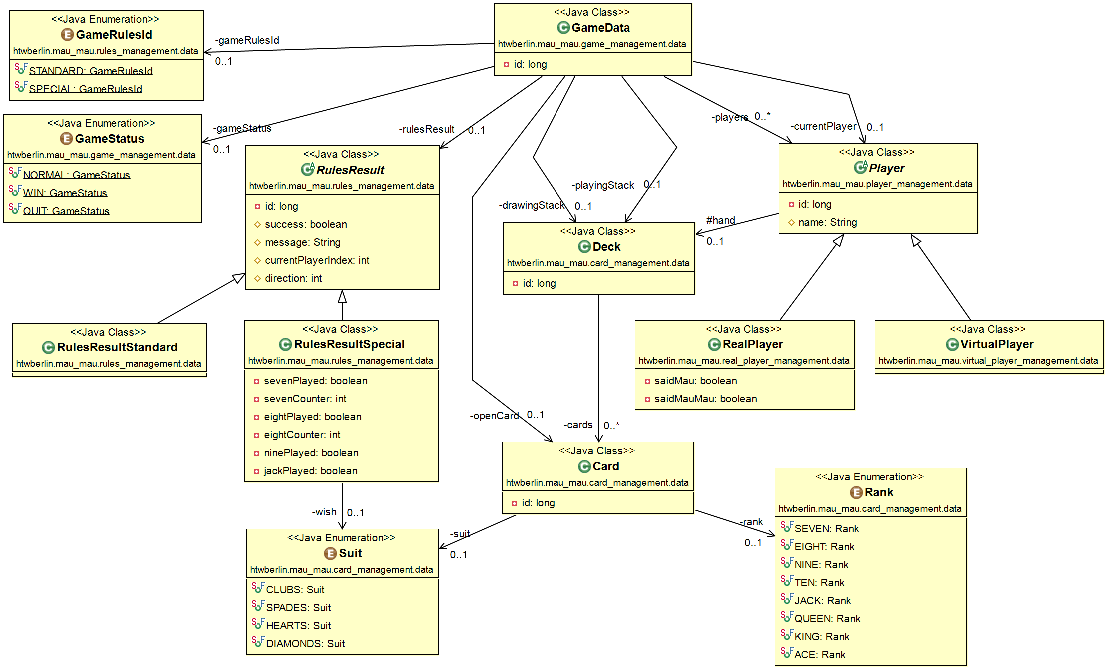 <<Java Enumeration>>
GameRulesId
htwberlin.mau_mau.rules_management.data
STANDARD: GameRulesId
SPECIAL: GameRulesId
<<Java Class>>
GameData
htwberlin.mau_mau.game_management.data
id: long
-gameRulesId
0..1
<<Java Enumeration>>
GameStatus
htwberlin.mau_mau.game_management.data
NORMAL: GameStatus
WIN: GameStatus
QUIT: GameStatus
-gameStatus
0..1
-rulesResult
0..1
-players
0..*
-currentPlayer
0..1
<<Java Class>>
RulesResult
htwberlin.mau_mau.rules_management.data
id: long
success: boolean
message: String
currentPlayerIndex: int
direction: int
<<Java Class>>
Player
htwberlin.mau_mau.player_management.data
id: long
name: String
-playingStack
0..1
-drawingStack
0..1
#hand
0..1
<<Java Class>>
Deck
htwberlin.mau_mau.card_management.data
id: long
<<Java Class>>
RulesResultStandard
htwberlin.mau_mau.rules_management.data
<<Java Class>>
RulesResultSpecial
htwberlin.mau_mau.rules_management.data
sevenPlayed: boolean
sevenCounter: int
eightPlayed: boolean
eightCounter: int
ninePlayed: boolean
jackPlayed: boolean
<<Java Class>>
RealPlayer
htwberlin.mau_mau.real_player_management.data
saidMau: boolean
saidMauMau: boolean
<<Java Class>>
VirtualPlayer
htwberlin.mau_mau.virtual_player_management.data
-openCard
0..1
-cards
0..*
<<Java Class>>
Card
htwberlin.mau_mau.card_management.data
id: long
-wish
0..1
-suit
0..1
-rank
0..1
<<Java Enumeration>>
Suit
htwberlin.mau_mau.card_management.data
CLUBS: Suit
SPADES: Suit
HEARTS: Suit
DIAMONDS: Suit
<<Java Enumeration>>
Rank
htwberlin.mau_mau.card_management.data
SEVEN: Rank
EIGHT: Rank
NINE: Rank
TEN: Rank
JACK: Rank
QUEEN: Rank
KING: Rank
ACE: Rank